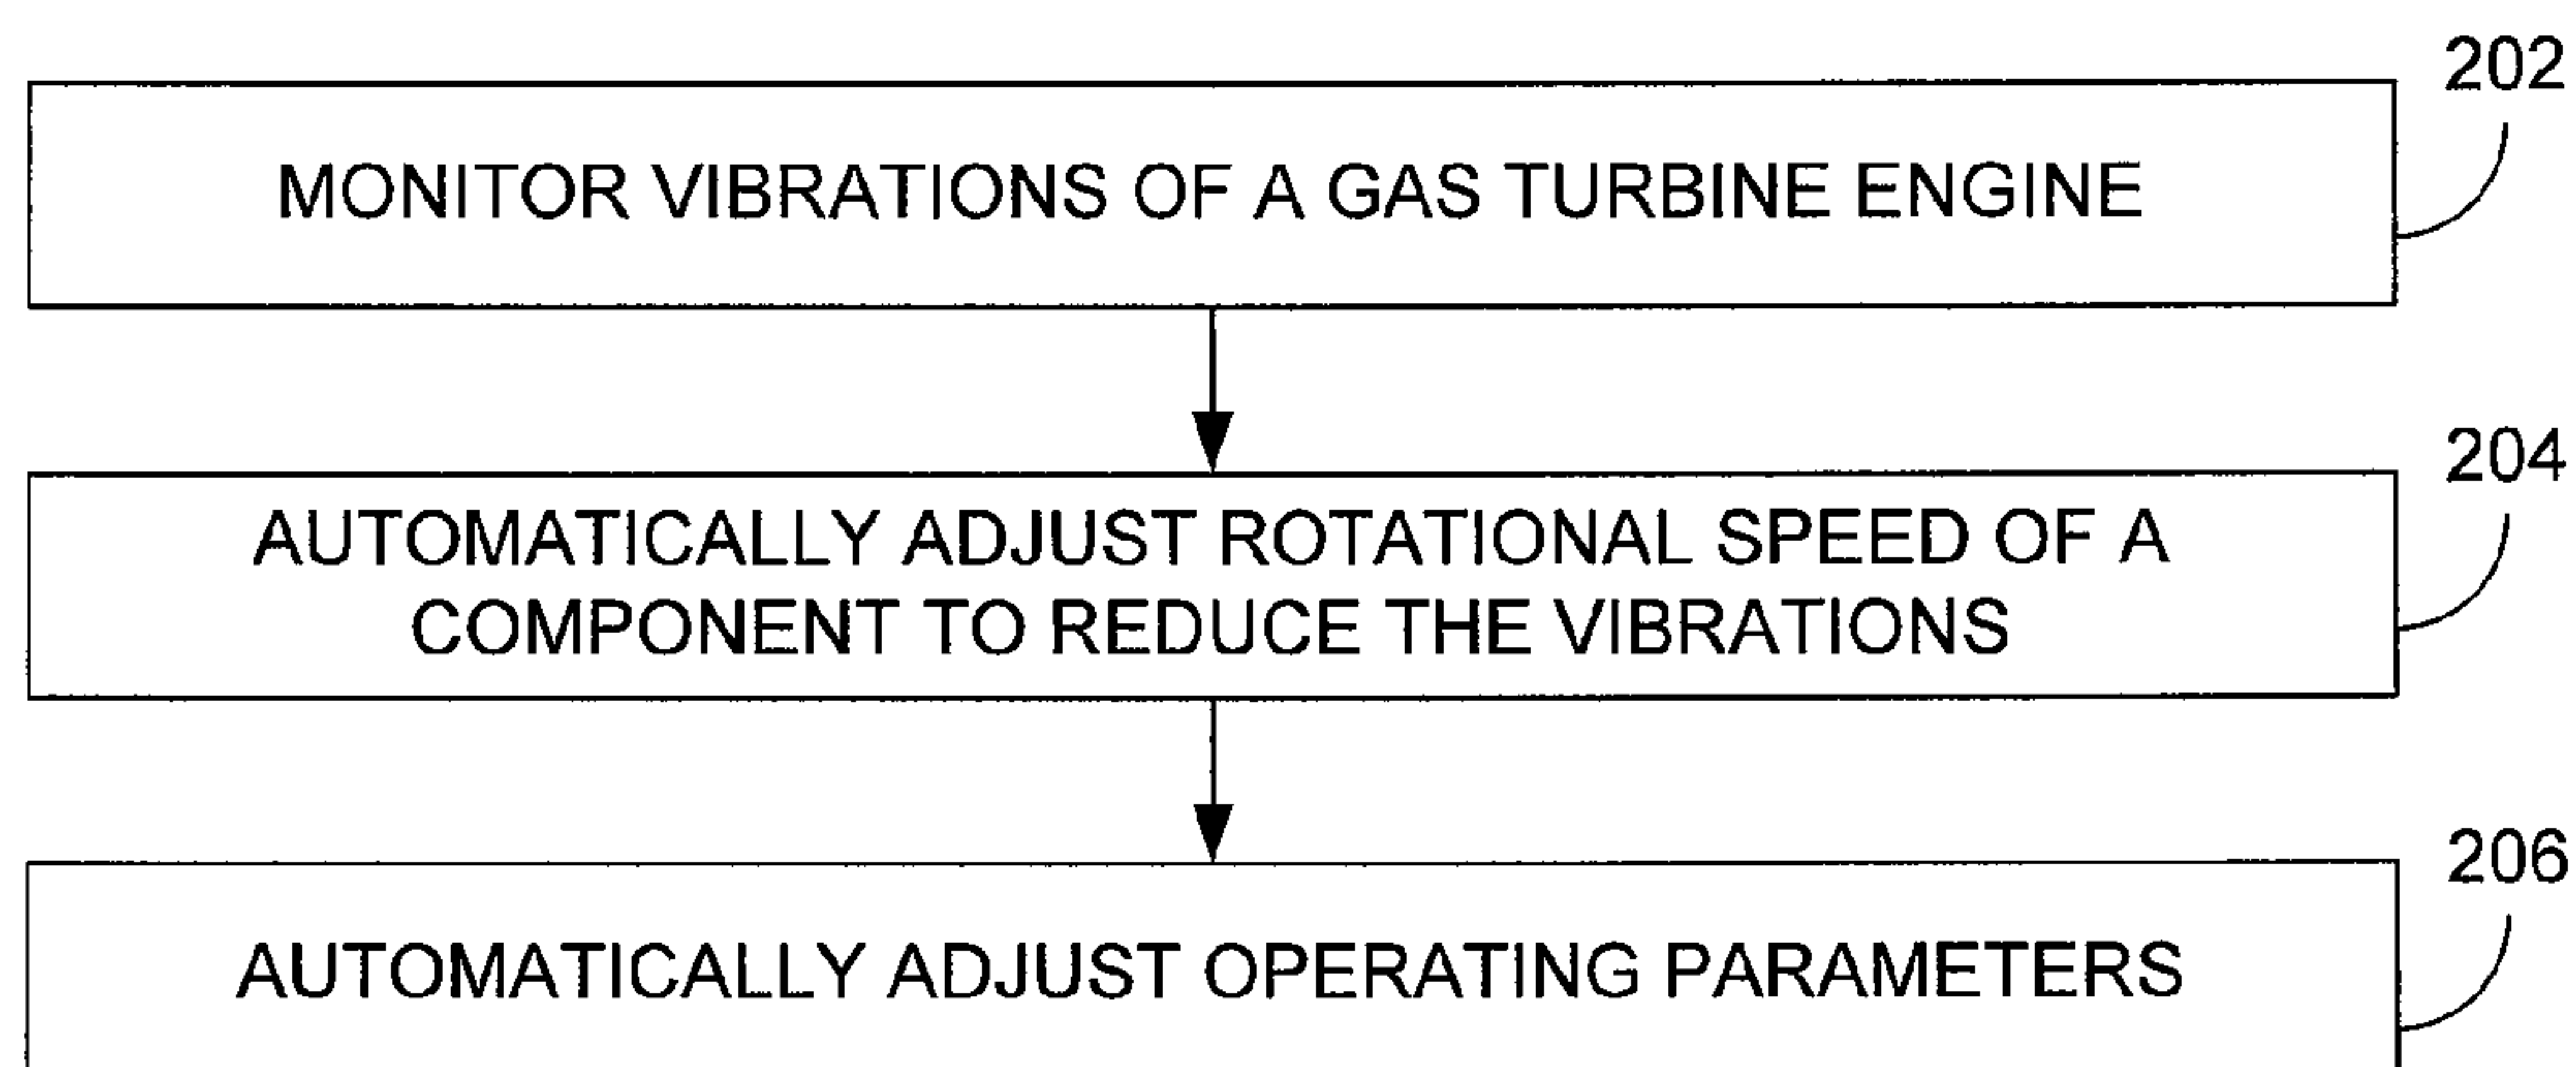 202
MONITOR VIBRATIONS OF A GAS TURBINE ENGINE
204
AUTOMATICALLY ADJUST ROTATIONAL SPEED OF A
COMPONENT TO REDUCE THE VIBRATIONS
206
AUTOMATICALLY ADJUST OPERATING PARAMETERS